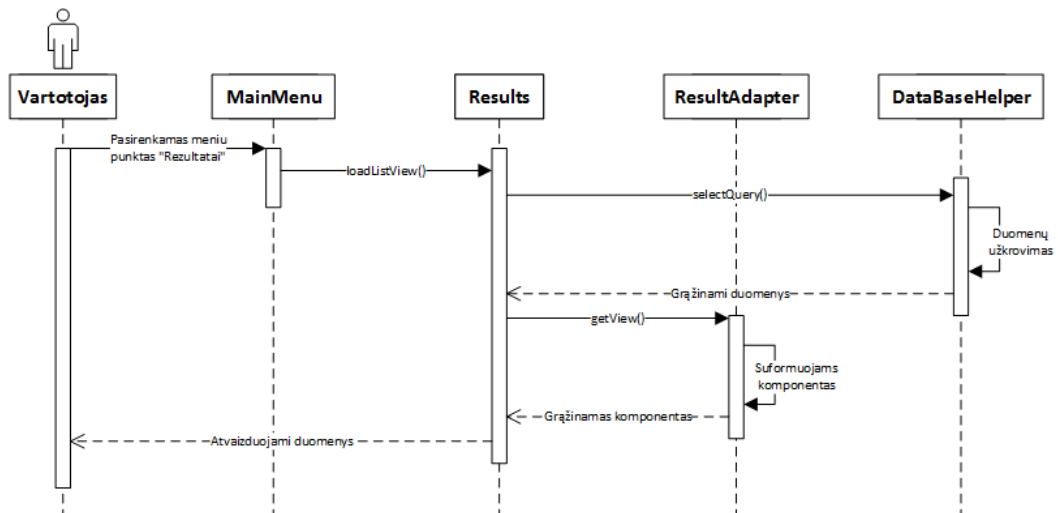 Vartotojas
MainMenu
Results
ResultAdapter
DataBaseHelper
Pasirenkamas meniu
punktas "Rezultatai"
loadListView()
selectQuery()
Duomenų
užkrovimas
Grąžinami duomenys
getView()
Suformuojams
komponentas
Grąžinamas komponentas
Atvaizduojami duomenys